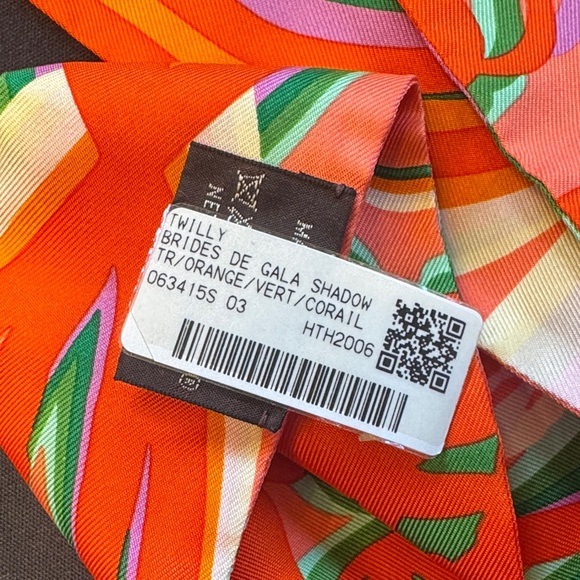 TWILLY
BRIDES DE GALA SHADOW
TR/ORANGE/VERT/CORAIL
063415S 03
HTH2006